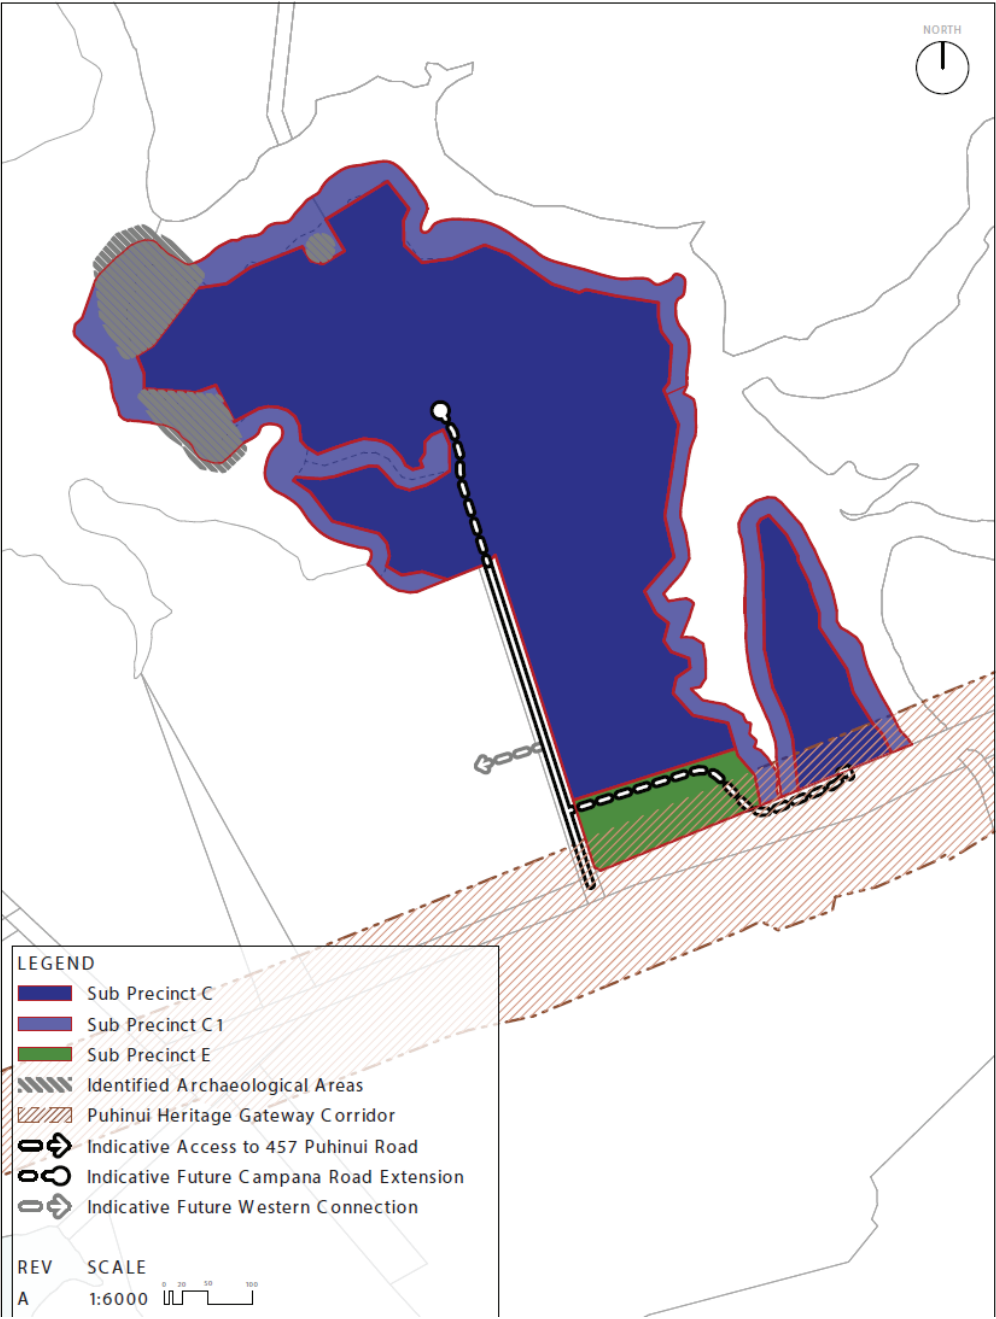 NORTH
LEGEND
Sub Precinct C
Sub Precinct C1
Sub Precinct E
Identified Archaeological Areas
Puhinui Heritage Gateway Corridor
Indicative Access to 457 Puhinui Road
Indicative Future Campana Road Extension
Indicative Future Western Connection
REV SCALE
A 1:6000 0 20 50 100